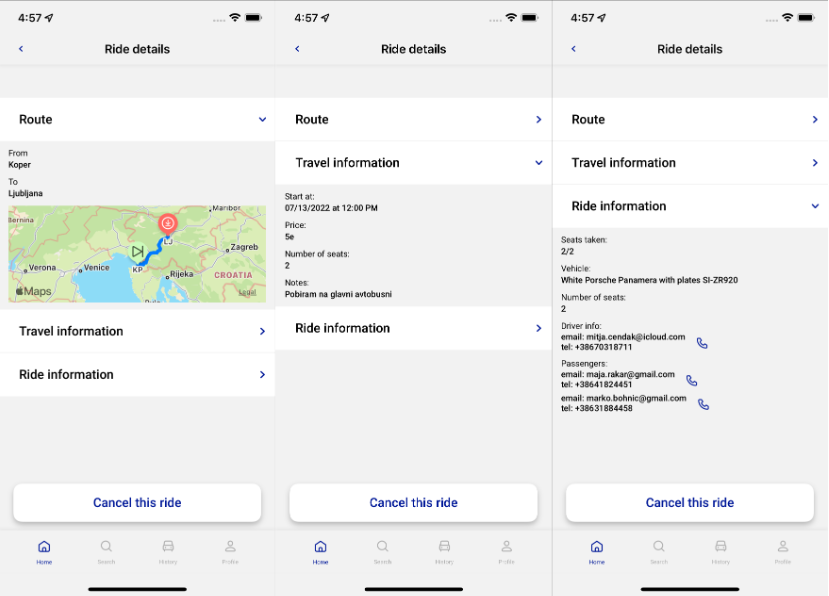 4:57
Ride details
Route
From
Koper
To
Ljubljana
Bernina
Maribor
LJ
Zagreb
Verona
Venice
KP
Rijeka
CROATIA
Maps
Legal
Travel information
Ride information
Cancel this ride
Home
Search
History
Profile
4:57
Ride details
Route
Travel information
Start at:
07/13/2022 at 12:00 PM
Price:
5e
Number of seats:
2
Notes:
Pobiram na glavni avtobusni
Ride information
Cancel this ride
Home
Search
History
Profile
4:57
Ride details
Route
Travel information
Ride information
Seats taken:
2/2
Vehicle:
White Porsche Panamera with plates SI-ZR920
Number of seats:
2
Driver info:
email: mitja.cendak@icloud.com
tel: +38670318711
Passengers:
email: maja.rakar@gmail.com
tel: +38641824451
email: marko.bohnic@gmail.com
tel: +38631884458
Cancel this ride
Home
Search
History
Profile